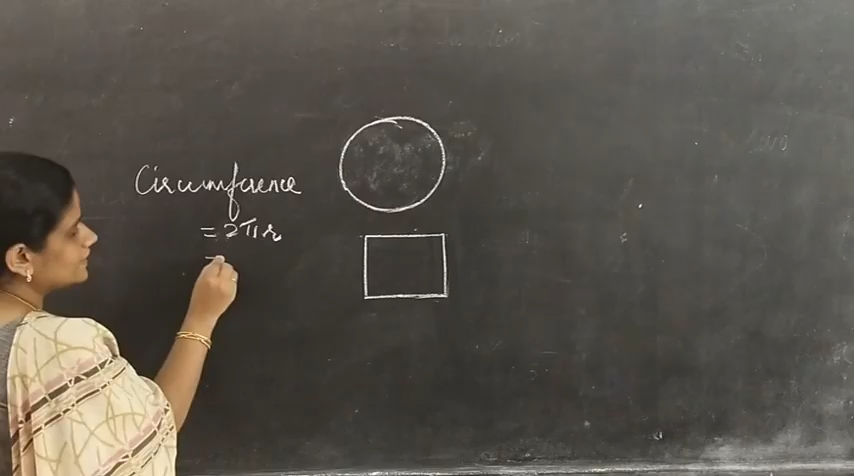 Circumference
= 2πr
=